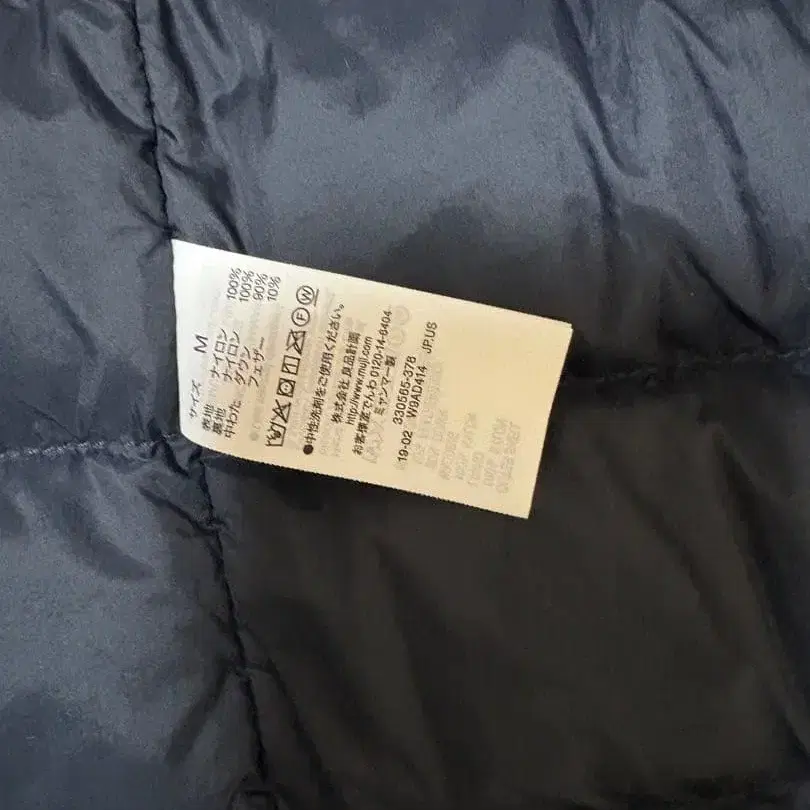 サイズ M
表地 ナイロン 100%
裏地 ナイロン 100%
中わた ダウン 90%
フェザー 10%
●中性洗剤をご使用ください。
株式会社 良品計画
http://www.muji.com
お客様室でんわ 0120-14-6404
ミャンマー製
330565-378
19-02 W9AD414 JP.US